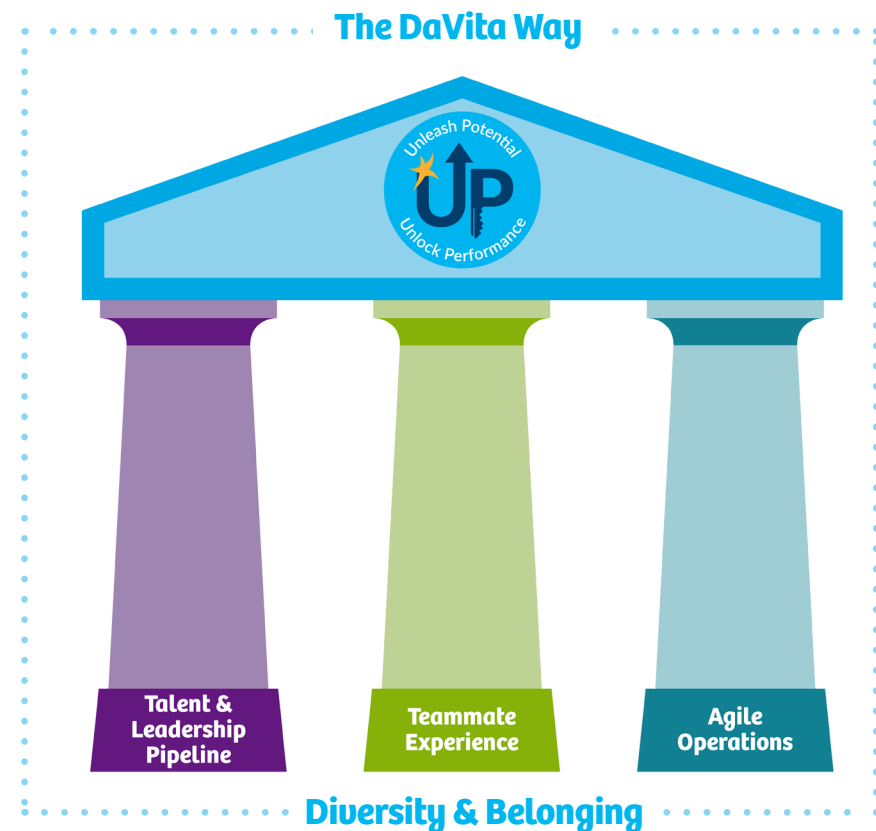 The DaVita Way
Unleash Potential
UP
Unlock Performance
Talent &
Leadership
Pipeline
Teammate
Experience
Agile
Operations
Diversity & Belonging